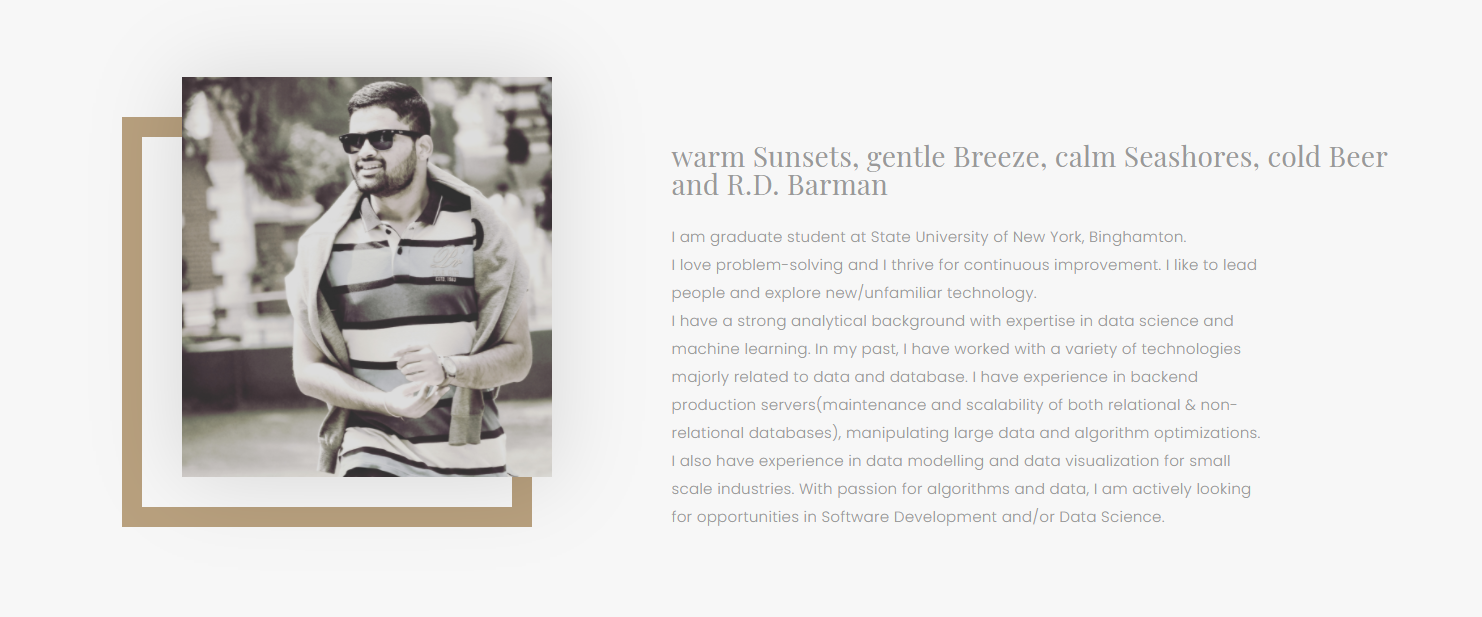 warm Sunsets, gentle Breeze, calm Seashores, cold Beer
and R.D. Barman
I am graduate student at State University of New York, Binghamton.
I love problem-solving and I thrive for continuous improvement. I like to lead
people and explore new/unfamiliar technology.
I have a strong analytical background with expertise in data science and
machine learning. In my past, I have worked with a variety of technologies
majorly related to data and database. I have experience in backend
production servers(maintenance and scalability of both relational & non-
relational databases), manipulating large data and algorithm optimizations.
I also have experience in data modelling and data visualization for small
scale industries. With passion for algorithms and data, I am actively looking
for opportunities in Software Development and/or Data Science.